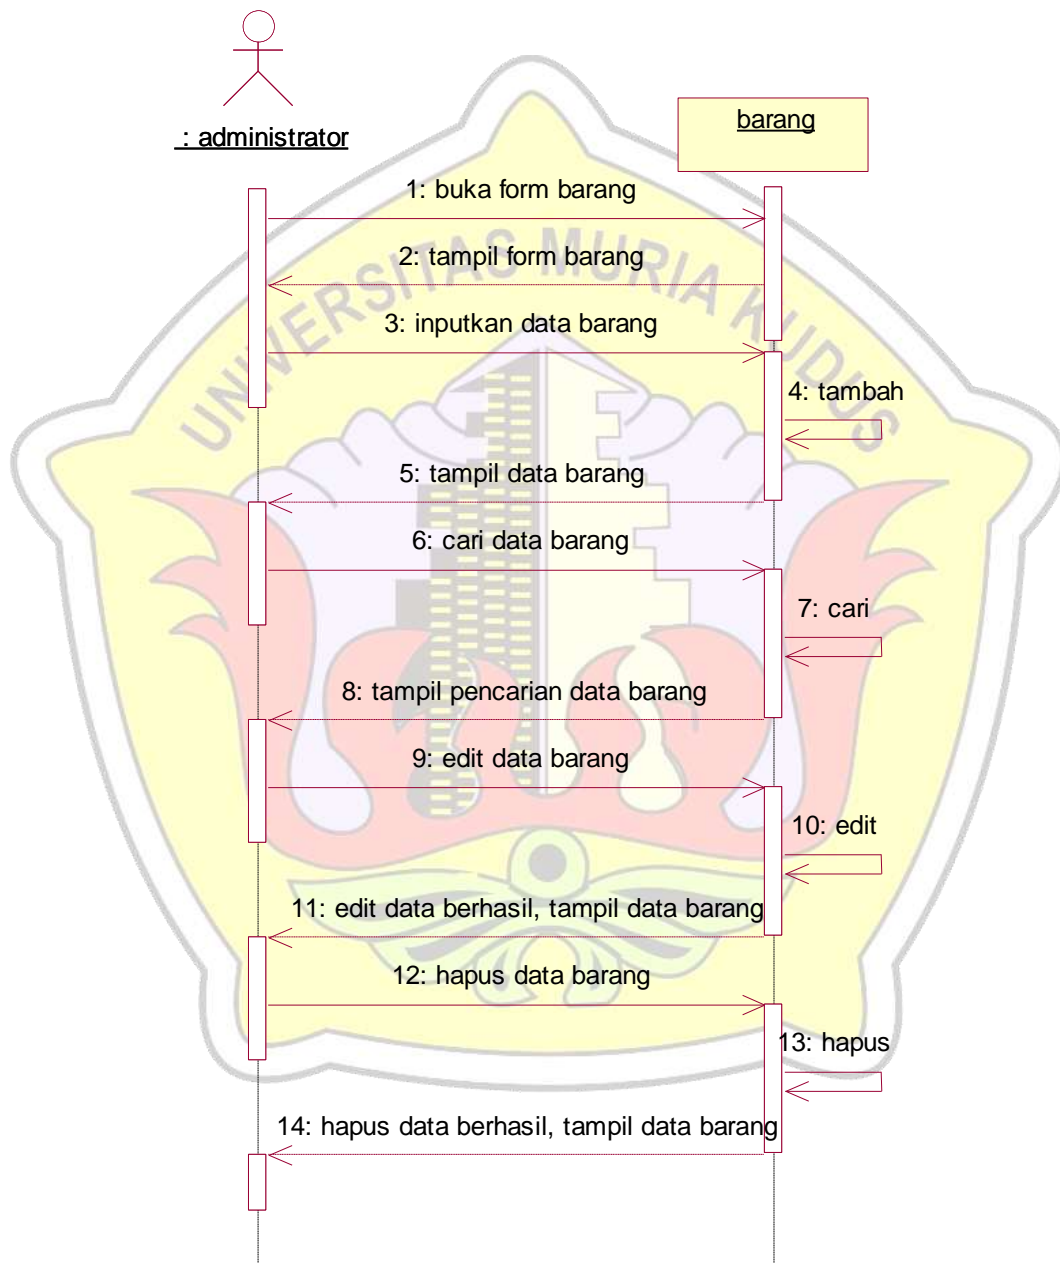 : administrator
barang
1: buka form barang
2: tampil form barang
UNIVERSITAS MURIA KUDUS
3: inputkan data barang
4: tambah
5: tampil data barang
6: cari data barang
7: cari
8: tampil pencarian data barang
9: edit data barang
10: edit
11: edit data berhasil, tampil data barang
12: hapus data barang
13: hapus
14: hapus data berhasil, tampil data barang